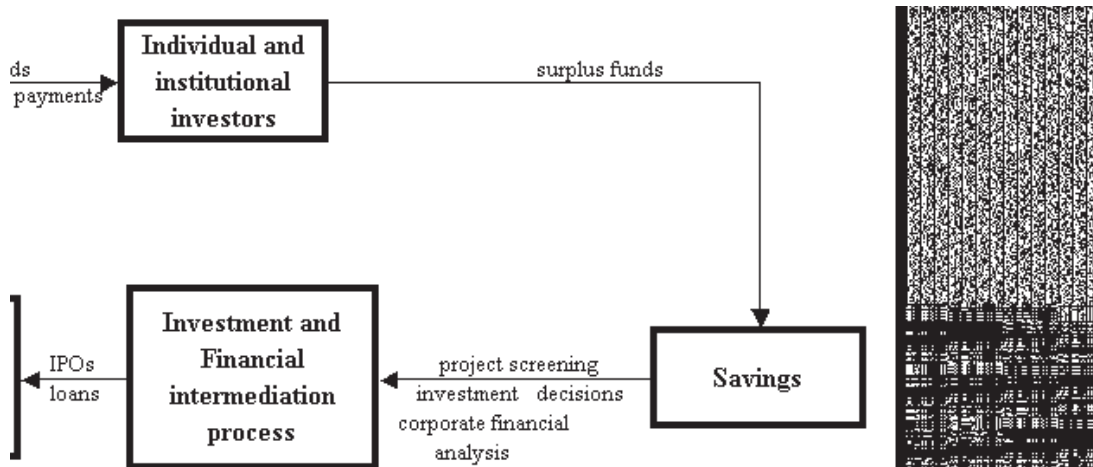 Individual and
institutional
investors
ds
payments
surplus funds
Investment and
Financial
intermediation
process
IPOs
loans
project screening
investment decisions
corporate financial
analysis
Savings